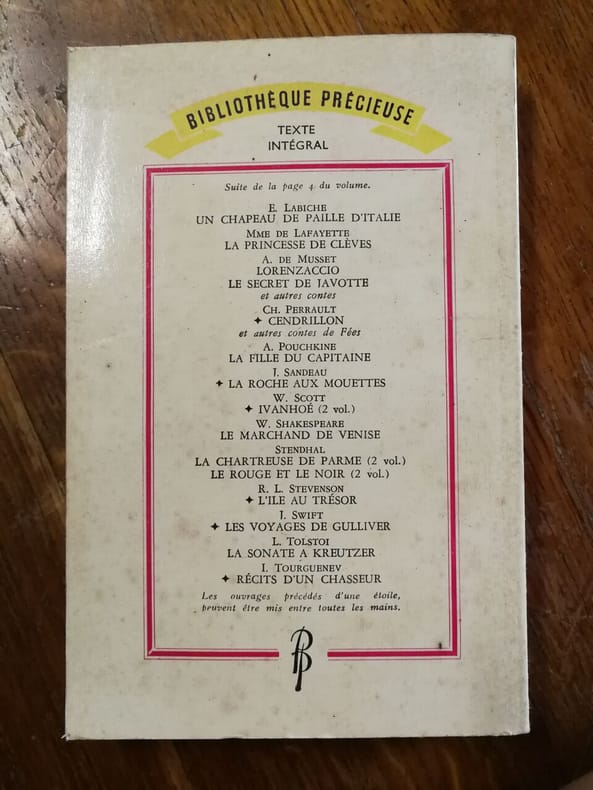 BIBLIOTHÈQUE PRÉCIEUSE
TEXTE
INTÉGRAL
Suite de la page 4 du volume.
E. LABICHE
UN CHAPEAU DE PAILLE D'ITALIE
MME DE LAFAYETTE
LA PRINCESSE DE CLÈVES
A. DE MUSSET
LORENZACCIO
LE SECRET DE JAVOTTE
et autres contes
CH. PERRAULT
✦ CENDRILLON
et autres contes de Fées
A. POUCHKINE
LA FILLE DU CAPITAINE
J. SANDEAU
✦ LA ROCHE AUX MOUETTES
W. SCOTT
✦ IVANHOÉ (2 vol.)
W. SHAKESPEARE
LE MARCHAND DE VENISE
STENDHAL
LA CHARTREUSE DE PARME (2 vol.)
LE ROUGE ET LE NOIR (2 vol.)
R. L. STEVENSON
✦ L'ILE AU TRÉSOR
J. SWIFT
✦ LES VOYAGES DE GULLIVER
L. TOLSTOI
LA SONATE A KREUTZER
I. TOURGUENEV
✦ RÉCITS D'UN CHASSEUR
Les ouvrages précédés d'une étoile,
peuvent être mis entre toutes les mains.
BP